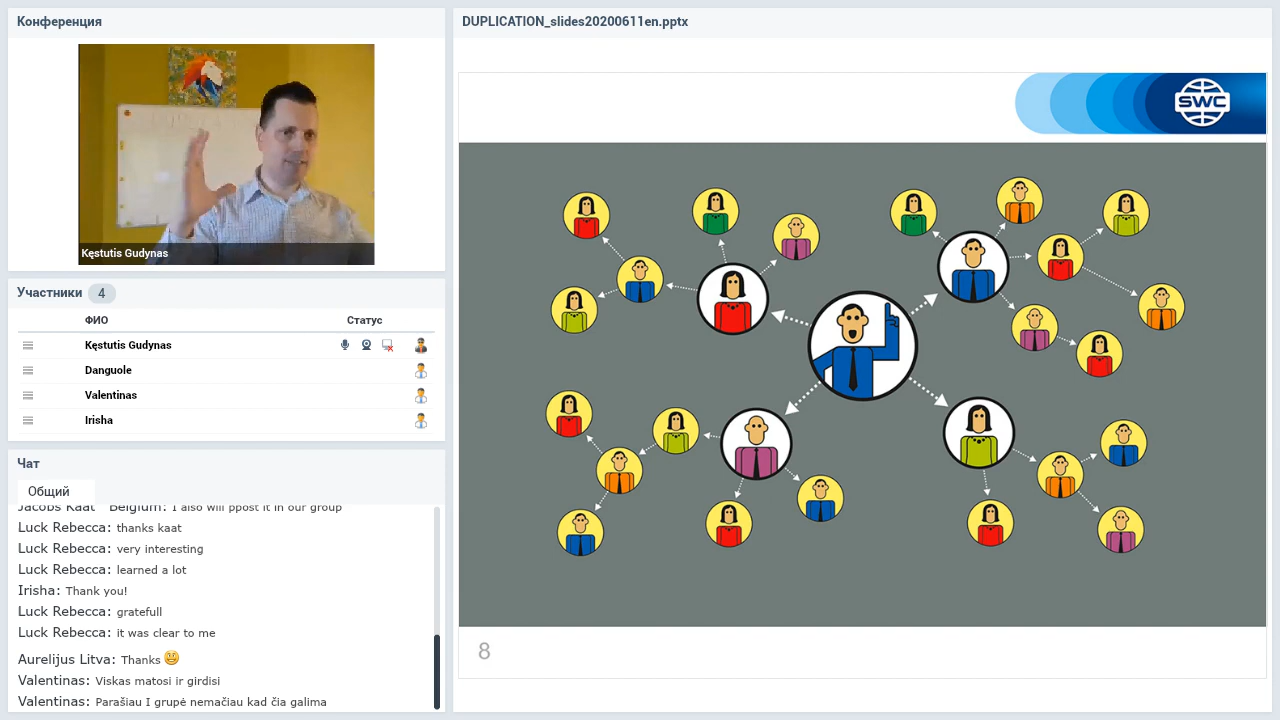 Конференция
Kęstutis Gudynas
Участники 4
ФИО Статус
Kęstutis Gudynas
Danguole
Valentinas
Irisha
Чат
Общий
Jacobs Kaat Belgium: I also will ppost it in our group
Luck Rebecca: thanks kaat
Luck Rebecca: very interesting
Luck Rebecca: learned a lot
Irisha: Thank you!
Luck Rebecca: gratefull
Luck Rebecca: it was clear to me
Aurelijus Litva: Thanks
Valentinas: Viskas matosi ir girdisi
Valentinas: Parašiau I grupė nemačiau kad čia galima
DUPLICATION_slides20200611en.pptx
SWC
8